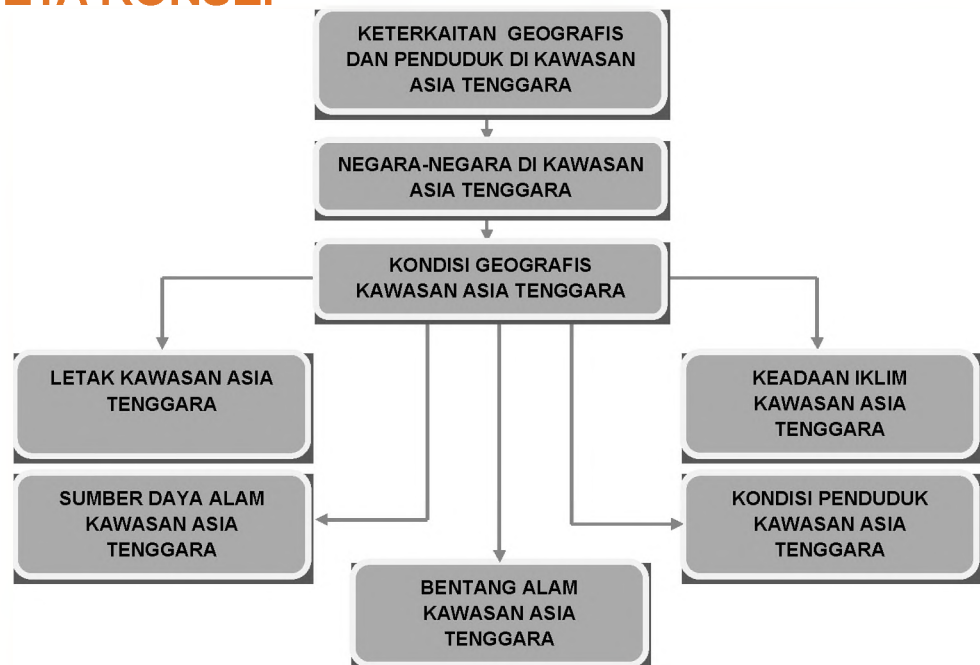 KETERKAITAN GEOGRAFIS
DAN PENDUDUK DI KAWASAN
ASIA TENGGARA
NEGARA-NEGARA DI KAWASAN
ASIA TENGGARA
KONDISI GEOGRAFIS
KAWASAN ASIA TENGGARA
LETAK KAWASAN ASIA
TENGGARA
KEADAAN IKLIM
KAWASAN ASIA
TENGGARA
SUMBER DAYA ALAM
KAWASAN ASIA
TENGGARA
KONDISI PENDUDUK
KAWASAN ASIA
TENGGARA
BENTANG ALAM
KAWASAN ASIA
TENGGARA